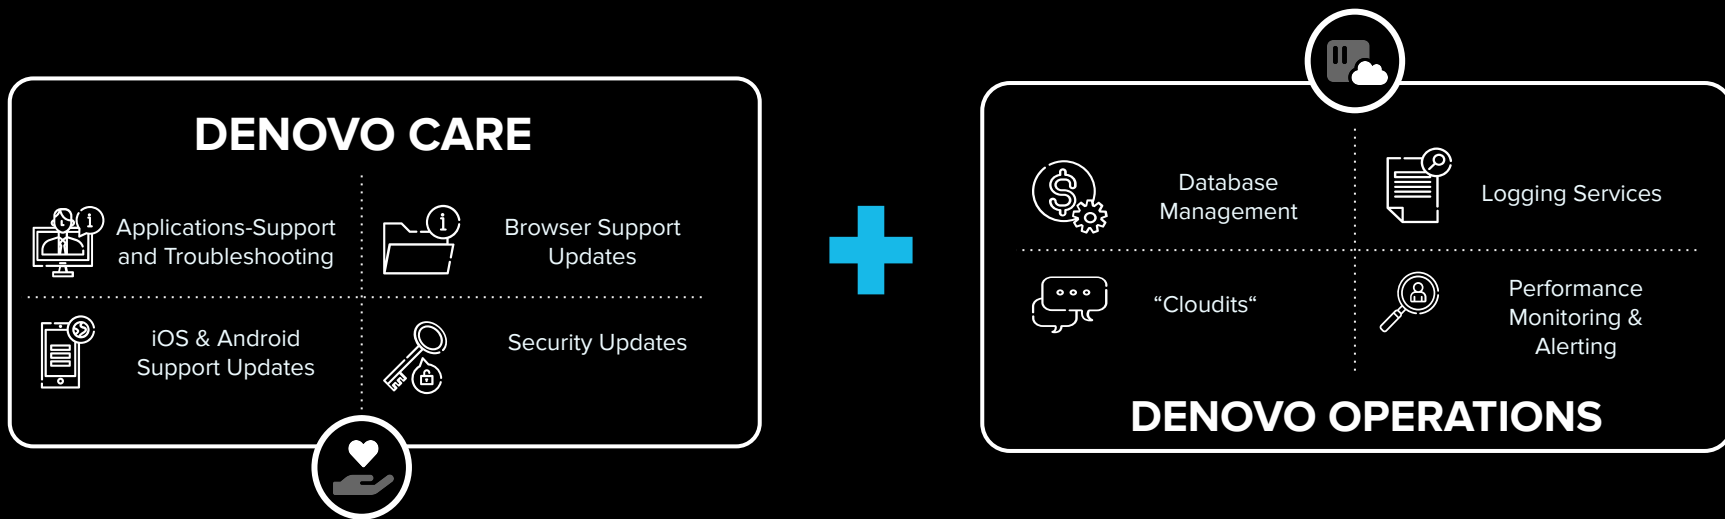 DENOVO CARE
Applications-Support
and Troubleshooting
Browser Support
Updates
iOS & Android
Support Updates
Security Updates
Database
Management
Logging Services
“Cloudits“
Performance
Monitoring &
Alerting
DENOVO OPERATIONS